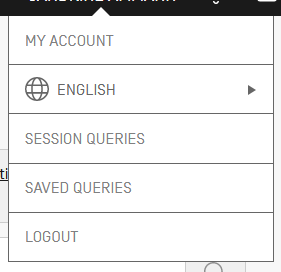 MY ACCOUNT
ENGLISH
SESSION QUERIES
SAVED QUERIES
LOGOUT